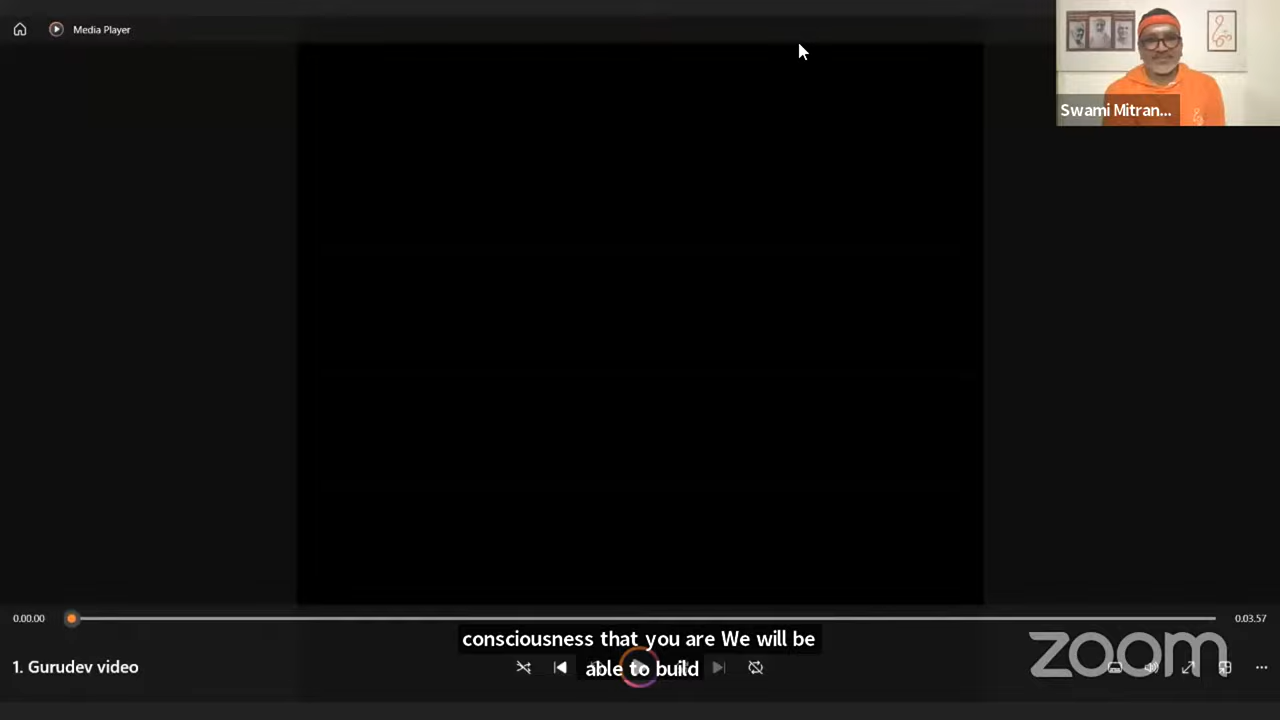 Media Player
Swami Mitran...
0:00:00
0:03:57
consciousness that you are We will be
able to build
1. Gurudev video
zoom